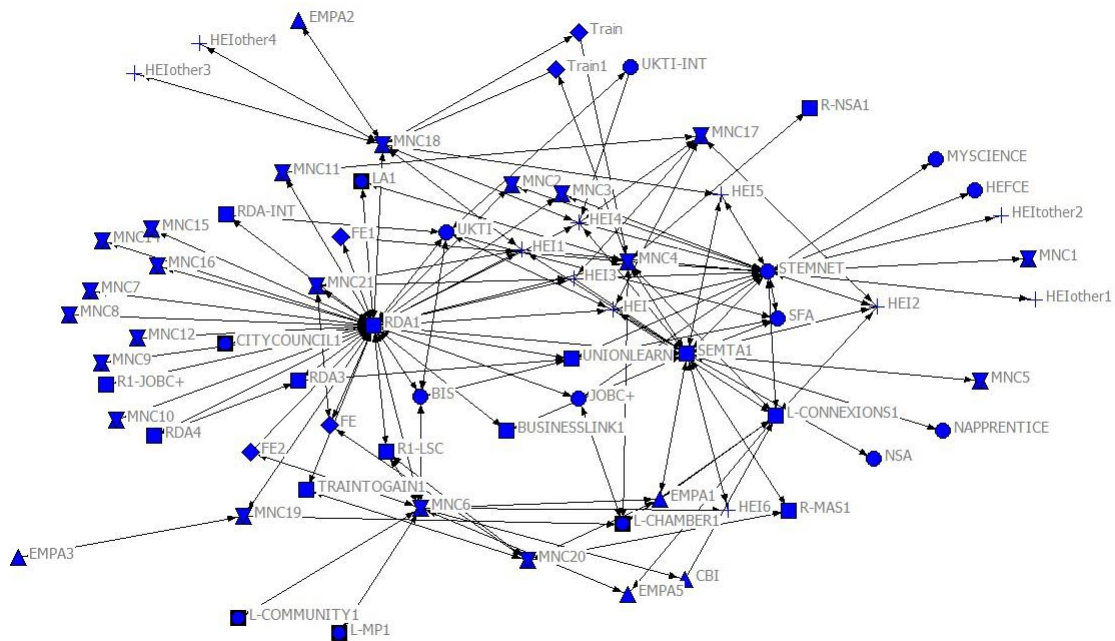 EMPA2
Train
HEIother4
HEIother3
Train1
UKTI-INT
R-NSA1
MNC18
MNC17
MNC11
LA1
MNC2
MNC3
HEI5
MYSCIENCE
HEFCE
RDA-INT
HEI4
HEItother2
MNC15
FE1
UKTI
MNC14
HEI1
MNC16
MNC4
STEMNET
MNC1
HEI3
MNC21
MNC7
HEIother1
MNC8
HEI
HEI2
SFA
RDA1
MNC12
CITYCOUNCIL1
UNIONLEARN
SEMTA1
MNC9
R1-JOBC+
RDA3
MNC5
BIS
JOBC+
MNC10
L-CONNEXIONS1
FE
RDA4
BUSINESSLINK1
NAPPRENTICE
FE2
R1-LSC
NSA
TRAINTOGAIN1
EMPA1
MNC6
HEI6
R-MAS1
MNC19
L-CHAMBER1
EMPA3
MNC20
CBI
EMPA5
L-COMMUNITY1
L-MP1